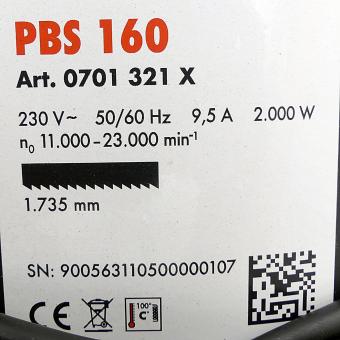 PBS 160
Art. 0701 321 X
230 V~ 50/60 Hz 9,5 A 2.000 W
n₀ 11.000 – 23.000 min⁻¹
1.735 mm
SN: 900563110500000107
CE 100° C